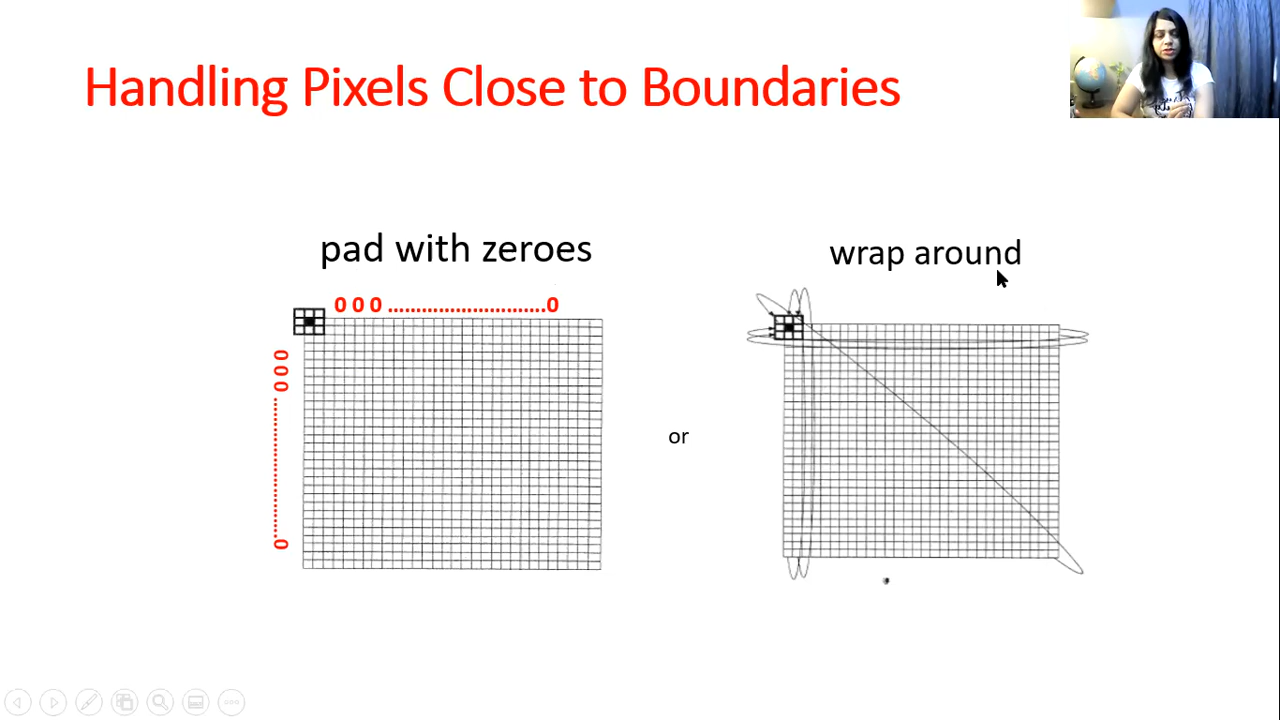 Handling Pixels Close to Boundaries
pad with zeroes
wrap around
0 0 0 ............................0
0 0 0 ........................0
or